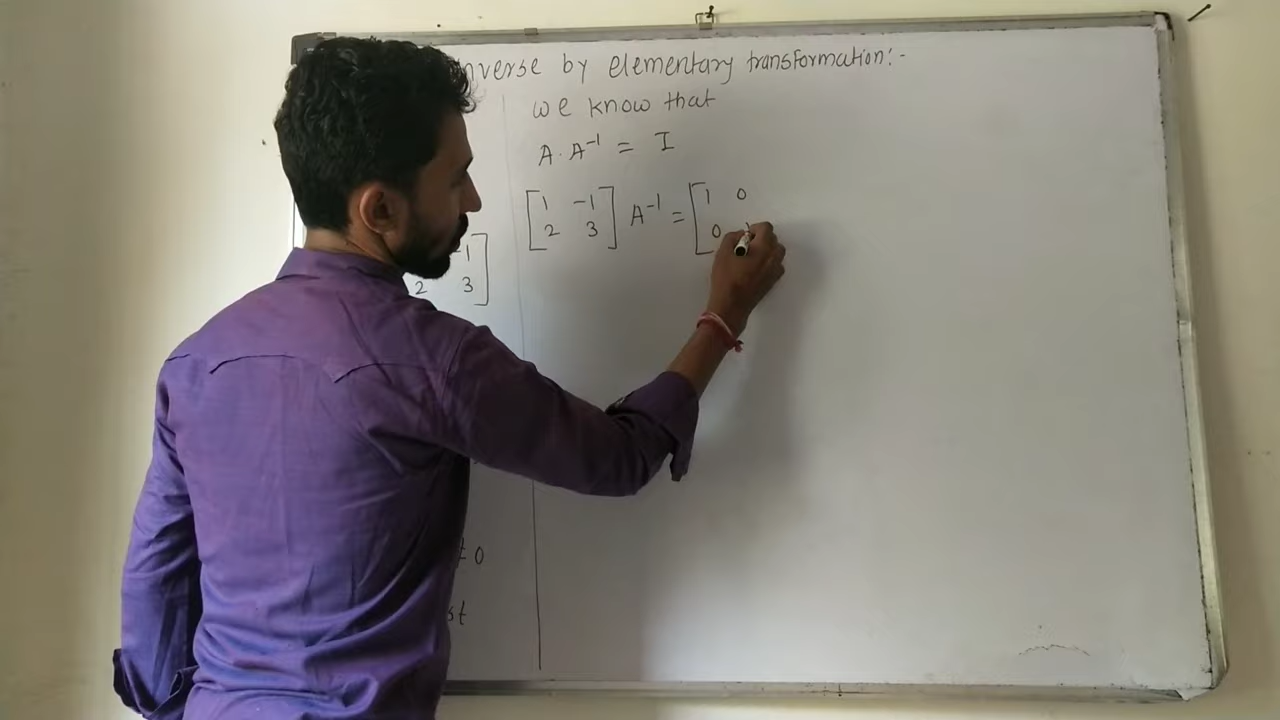 nverse by elementary transformation:-
we know that
A · A⁻¹ = I
[1 -1
2 3] A⁻¹ = [1 0
0
-1
2 3]
≠ 0
st